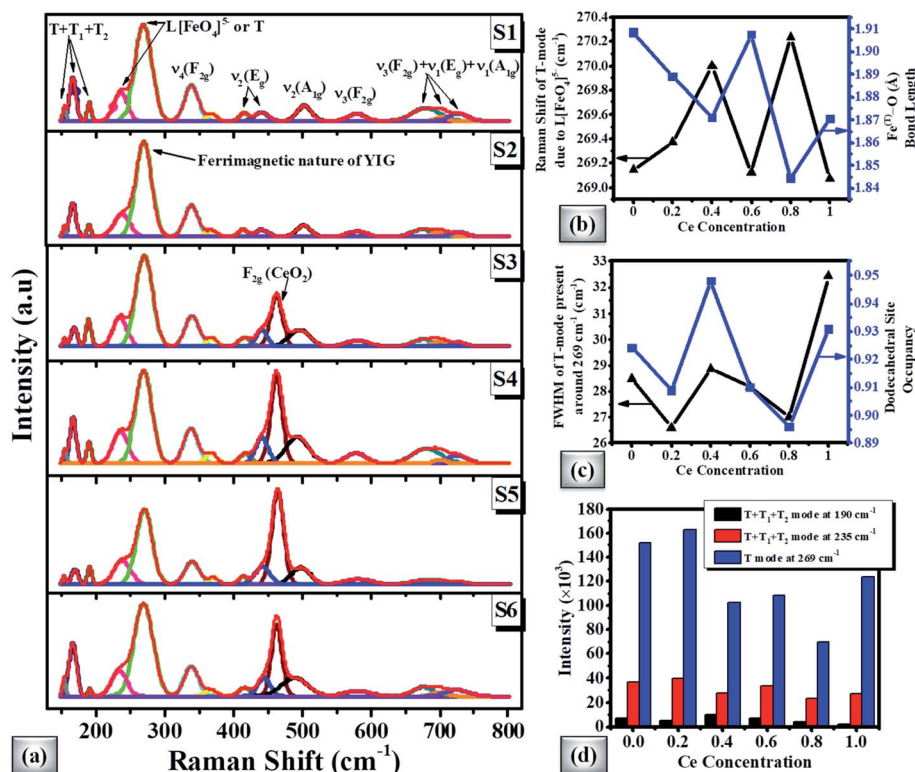 T+T₁+T₂
L[FeO₄]⁵⁻ or T
S1
ν₄(F₂g)
ν₂(Eg)
ν₂(A₁g)
ν₃(F₂g)
ν₃(F₂g)+ν₁(Eg)+ν₁(A₁g)
S2
Ferrimagnetic nature of YIG
S3
F₂g (CeO₂)
S4
S5
S6
Intensity (a.u)
200 300 400 500 600 700 800
Raman Shift (cm⁻¹)
(a)
Raman Shift of T-mode
due to L[FeO₄]⁵⁻(cm⁻¹)
270.4
270.2
270.0
269.8
269.6
269.4
269.2
269.0
1.91
1.90
1.89
1.88
1.87
1.86
1.85
1.84
Fe⁽ᵀ⁾–O (Å)
Bond Length
0 0.2 0.4 0.6 0.8 1
Ce Concentration
(b)
FWHM of T-mode present
around 269 cm⁻¹ (cm⁻¹)
33
32
31
30
29
28
27
26
0.95
0.94
0.93
0.92
0.91
0.90
0.89
Dodecahedral Site
Occupancy
0 0.2 0.4 0.6 0.8 1
Ce Concentration
(c)
Intensity (×10³)
180
160
140
120
100
80
60
40
20
0
T+T₁+T₂ mode at 190 cm⁻¹
T+T₁+T₂ mode at 235 cm⁻¹
T mode at 269 cm⁻¹
0.0 0.2 0.4 0.6 0.8 1.0
Ce Concentration
(d)